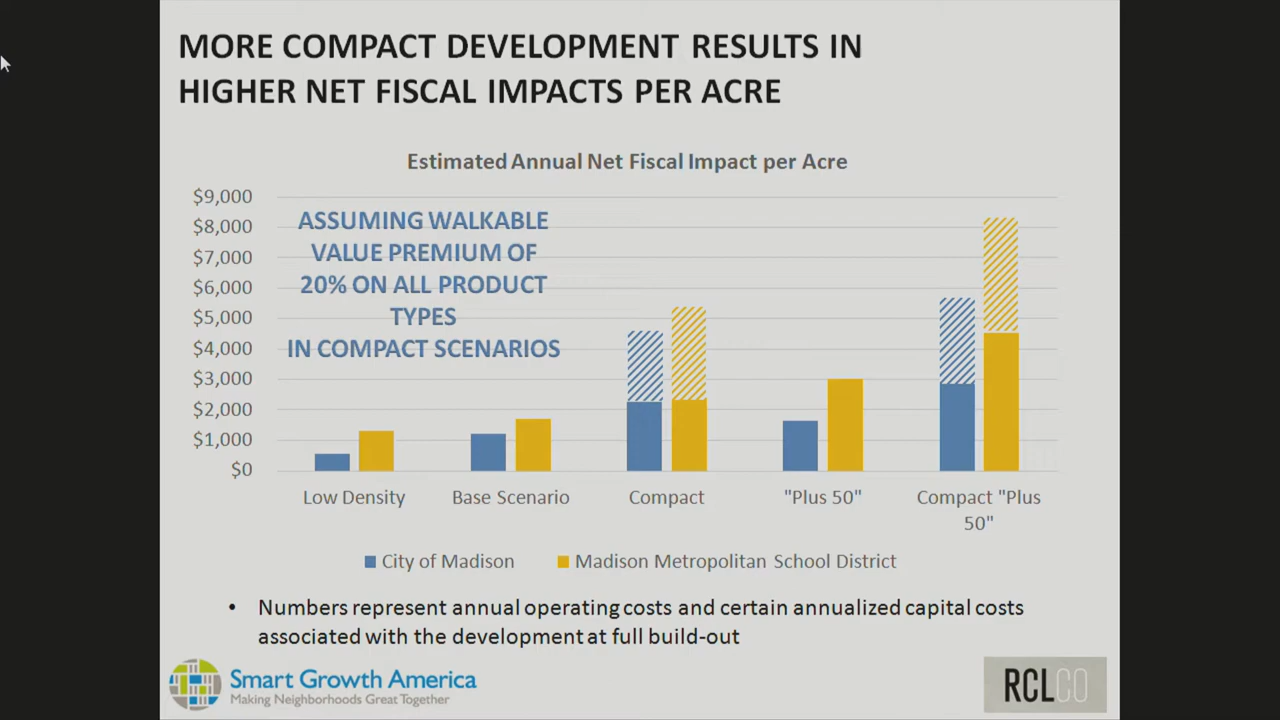 MORE COMPACT DEVELOPMENT RESULTS IN
HIGHER NET FISCAL IMPACTS PER ACRE
Estimated Annual Net Fiscal Impact per Acre
$9,000
$8,000
$7,000
$6,000
$5,000
$4,000
$3,000
$2,000
$1,000
$0
ASSUMING WALKABLE
VALUE PREMIUM OF
20% ON ALL PRODUCT
TYPES
IN COMPACT SCENARIOS
Low Density
Base Scenario
Compact
"Plus 50"
Compact "Plus
50"
City of Madison
Madison Metropolitan School District
• Numbers represent annual operating costs and certain annualized capital costs
associated with the development at full build-out
Smart Growth America
Making Neighborhoods Great Together
RCLCO